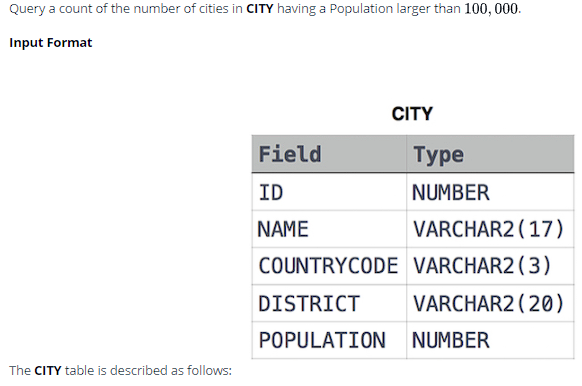 Query a count of the number of cities in CITY having a Population larger than 100, 000.
Input Format
CITY
Field Type
ID NUMBER
NAME VARCHAR2(17)
COUNTRYCODE VARCHAR2(3)
DISTRICT VARCHAR2(20)
POPULATION NUMBER
The CITY table is described as follows: